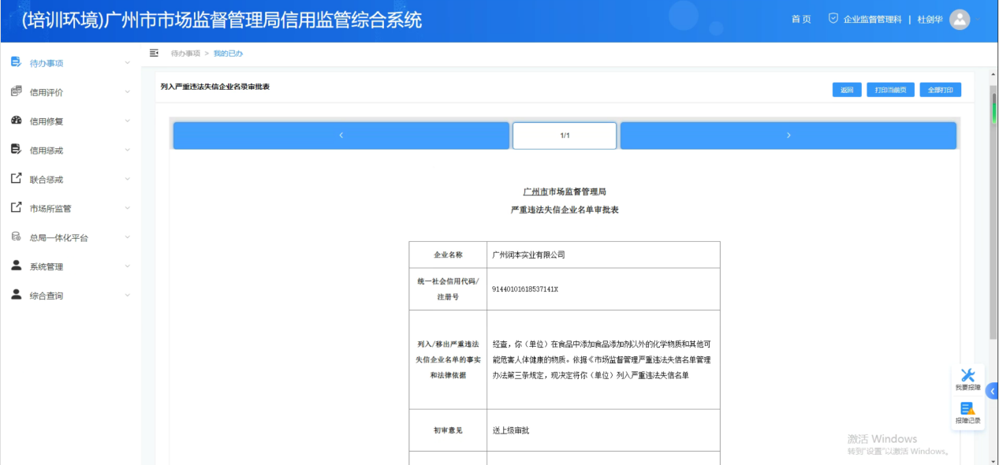 (培训环境)广州市市场监督管理局信用监管综合系统
首页
企业监督管理科 | 杜剑华
待办事项
信用评价
信用修复
信用惩戒
联合惩戒
市场所监管
总局一体化平台
系统管理
综合查询
待办事项 > 我的已办
列入严重违法失信企业名录审批表
返回
打印当前页
全部打印
1/1
广州市市场监督管理局
严重违法失信企业名单审批表
企业名称
广州润本实业有限公司
统一社会信用代码/
注册号
91440101618537141X
列入/移出严重违法
失信企业名单的事实
和法律依据
经查，你（单位）在食品中添加食品添加剂以外的化学物质和其他可
能危害人体健康的物质。依据《市场监督管理严重违法失信名单管理
办法第三条规定，现决定将你（单位）列入严重违法失信名单
初审意见
送上级审批
我要报障
报障记录
激活 Windows
转到"设置"以激活 Windows。